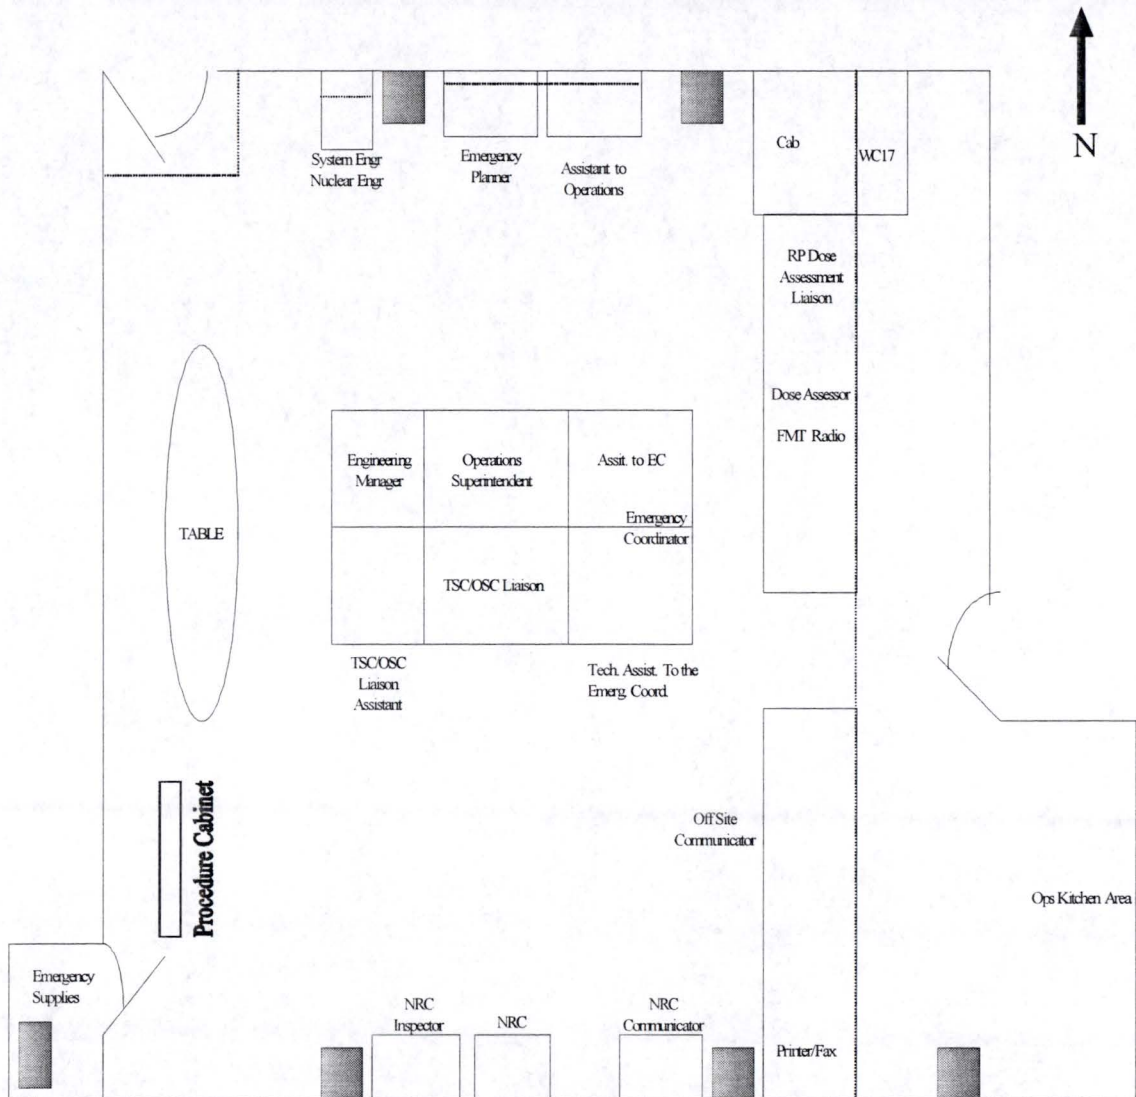 N
System Engr
Nuclear Engr
Emergency
Planner
Assistant to
Operations
Cab
WC17
RP Dose
Assessment
Liaison
Dose Assessor
FMT Radio
TABLE
Engineering
Manager
Operations
Superintendent
Assit. to EC
Emergency
Coordinator
TSC/OSC Liaison
TSC/OSC
Liaison
Assistant
Tech. Assist. To the
Emerg. Coord.
Procedure Cabinet
Off Site
Communicator
Ops Kitchen Area
Emergency
Supplies
NRC
Inspector
NRC
NRC
Communicator
Printer/Fax